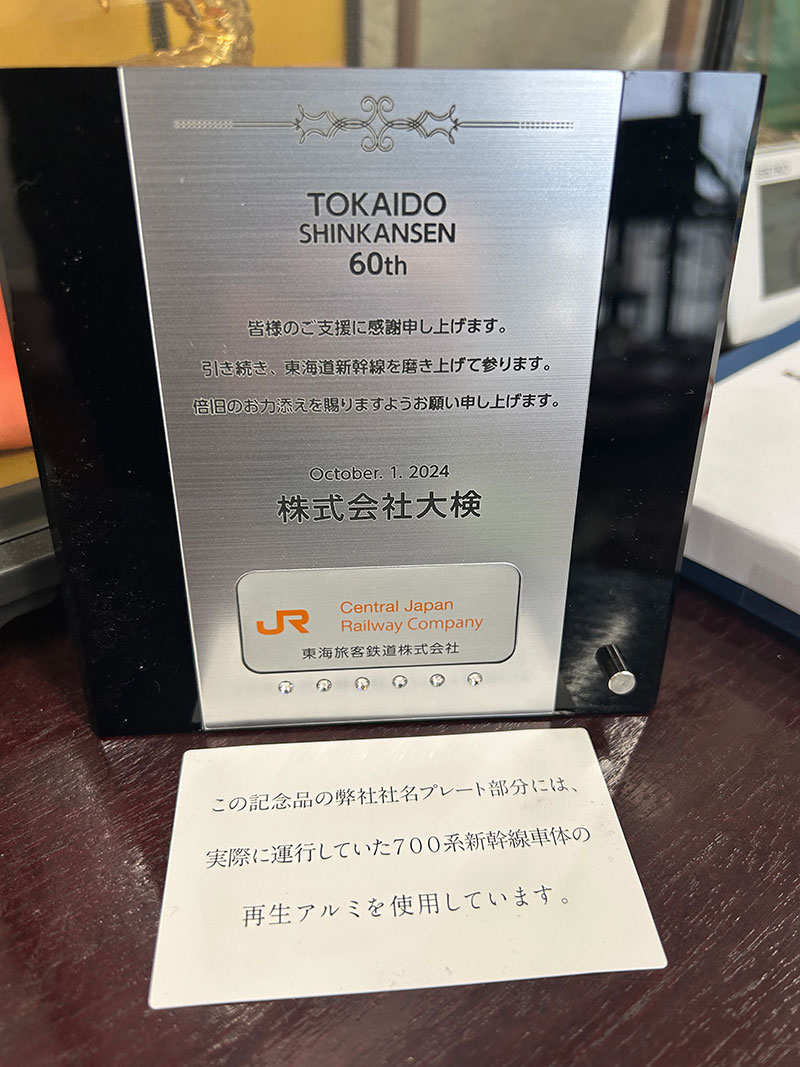 TOKAIDO
SHINKANSEN
60th
皆様のご支援に感謝申し上げます。
引き続き、東海道新幹線を磨き上げて参ります。
倍旧のお力添えを賜りますようお願い申し上げます。
October. 1. 2024
株式会社大検
JR Central Japan
Railway Company
東海旅客鉄道株式会社
この記念品の弊社社名プレート部分には、
実際に運行していた700系新幹線車体の
再生アルミを使用しています。